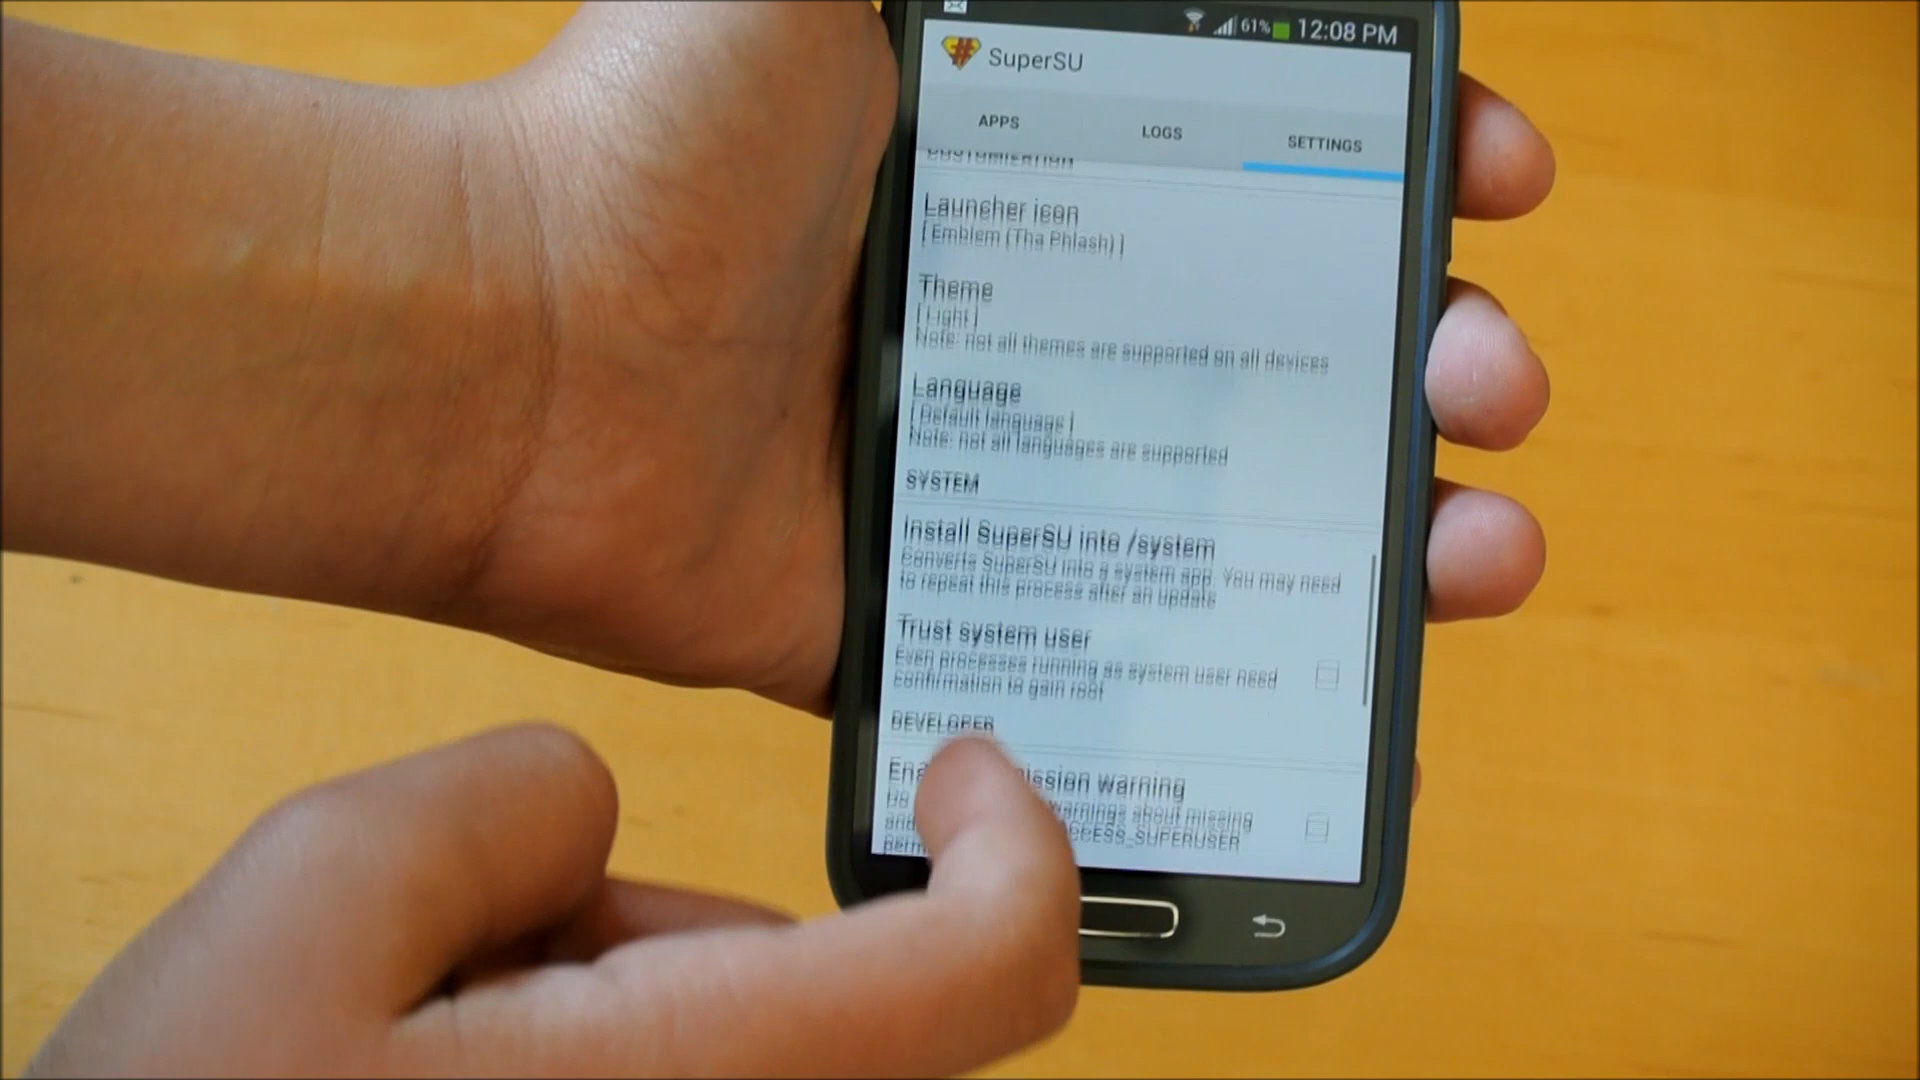 61% 12:08 PM
SuperSU
APPS LOGS SETTINGS
CUSTOMIZATION
Launcher icon
[ Emblem (Tha Phlash) ]
Theme
[ Light ]
Note: not all themes are supported on all devices
Language
[ Default language ]
Note: not all languages are supported
SYSTEM
Install SuperSU into /system
Converts SuperSU into a system app. You may need
to repeat this process after an update
Trust system user
Even processes running as system user need
confirmation to gain root
DEVELOPER
warning
warnings about missing
ACCESS_SUPERUSER